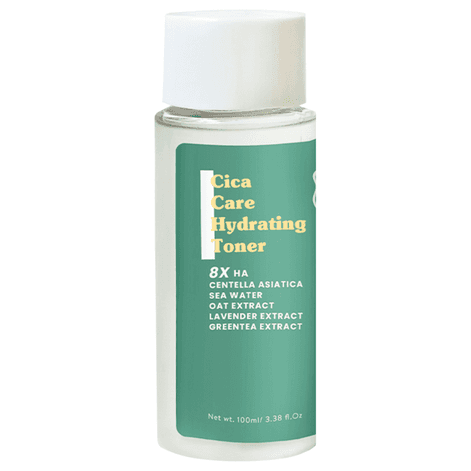 Cica
Care
Hydrating
Toner
8X HA
CENTELLA ASIATICA
SEA WATER
OAT EXTRACT
LAVENDER EXTRACT
GREENTEA EXTRACT
Net wt. 100ml/ 3.38 fl.Oz